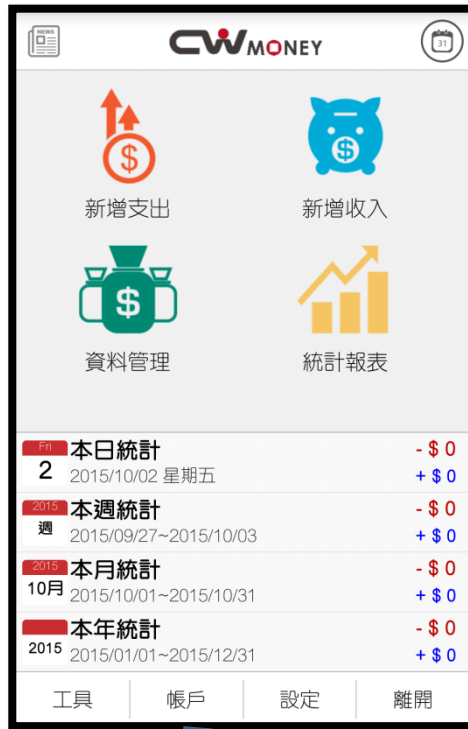 NEWS
CWMONEY
31
$
$
新增支出
新增收入
$
資料管理
統計報表
Fri
2
本日統計
- $ 0
2015/10/02 星期五
+ $ 0
2015
週
本週統計
- $ 0
2015/09/27~2015/10/03
+ $ 0
2015
10月
本月統計
- $ 0
2015/10/01~2015/10/31
+ $ 0
2015
本年統計
- $ 0
2015/01/01~2015/12/31
+ $ 0
工具
帳戶
設定
離開